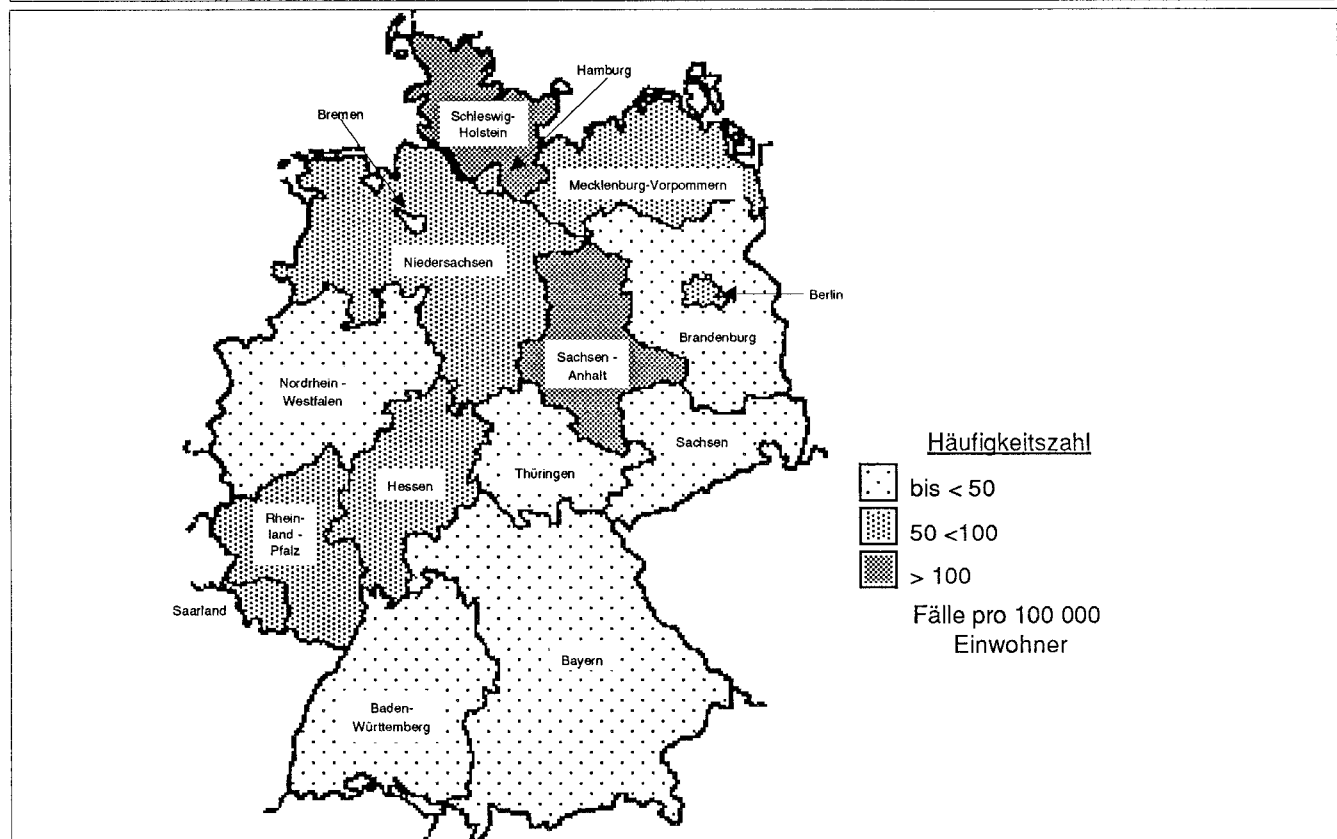 Hamburg
Bremen
Schleswig-
Holstein
Mecklenburg-Vorpommern
Niedersachsen
Berlin
Brandenburg
Sachsen -
Anhalt
Nordrhein -
Westfalen
Sachsen
Thüringen
Hessen
Rhein-
land -
Pfalz
Saarland
Bayern
Baden-
Württemberg
Häufigkeitszahl
bis < 50
50 <100
> 100
Fälle pro 100 000
Einwohner